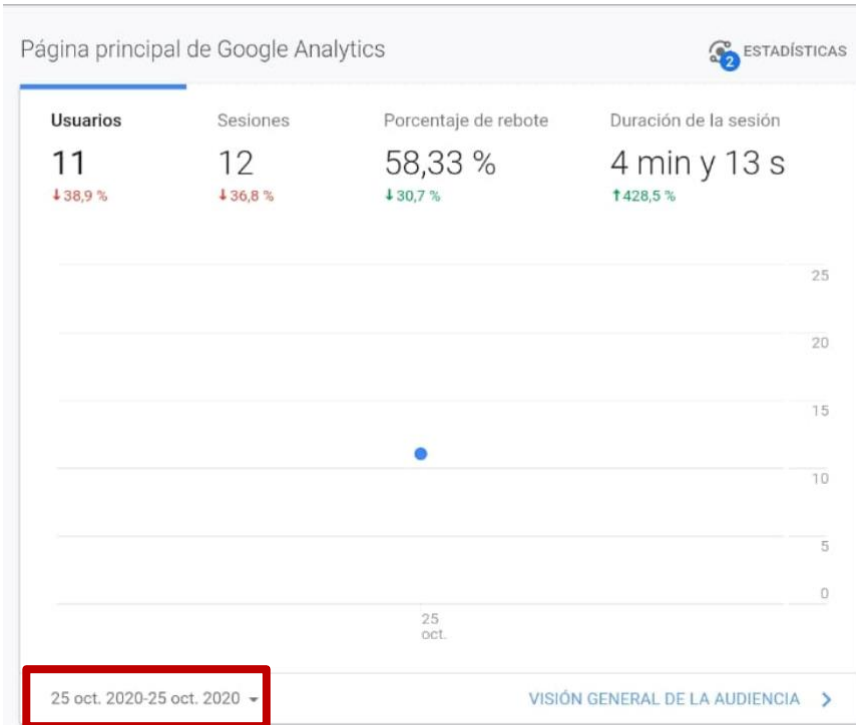 Página principal de Google Analytics
2 ESTADÍSTICAS
Usuarios Sesiones Porcentaje de rebote Duración de la sesión
11 12 58,33 % 4 min y 13 s
↓38,9 % ↓36,8 % ↓30,7 % ↑428,5 %
25
20
15
10
5
0
25
oct.
25 oct. 2020-25 oct. 2020 VISIÓN GENERAL DE LA AUDIENCIA